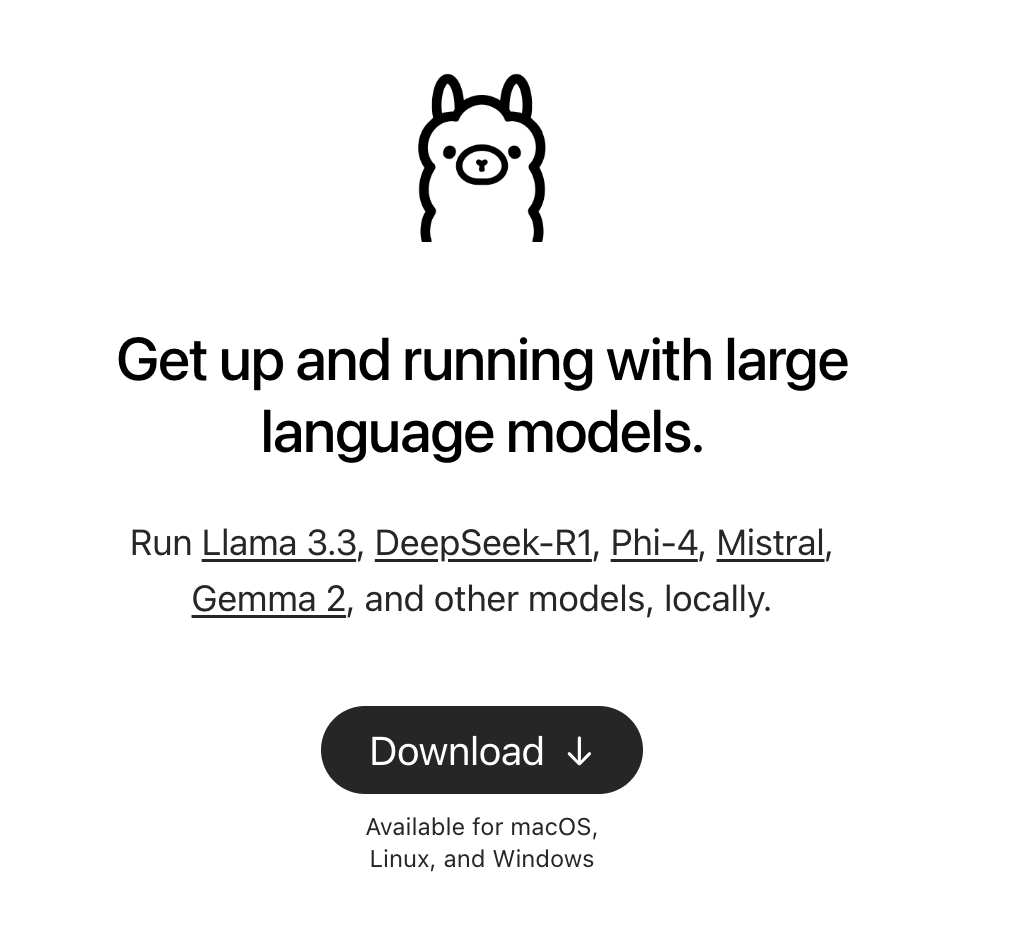 Get up and running with large
language models.
Run Llama 3.3, DeepSeek-R1, Phi-4, Mistral,
Gemma 2, and other models, locally.
Download ↓
Available for macOS,
Linux, and Windows